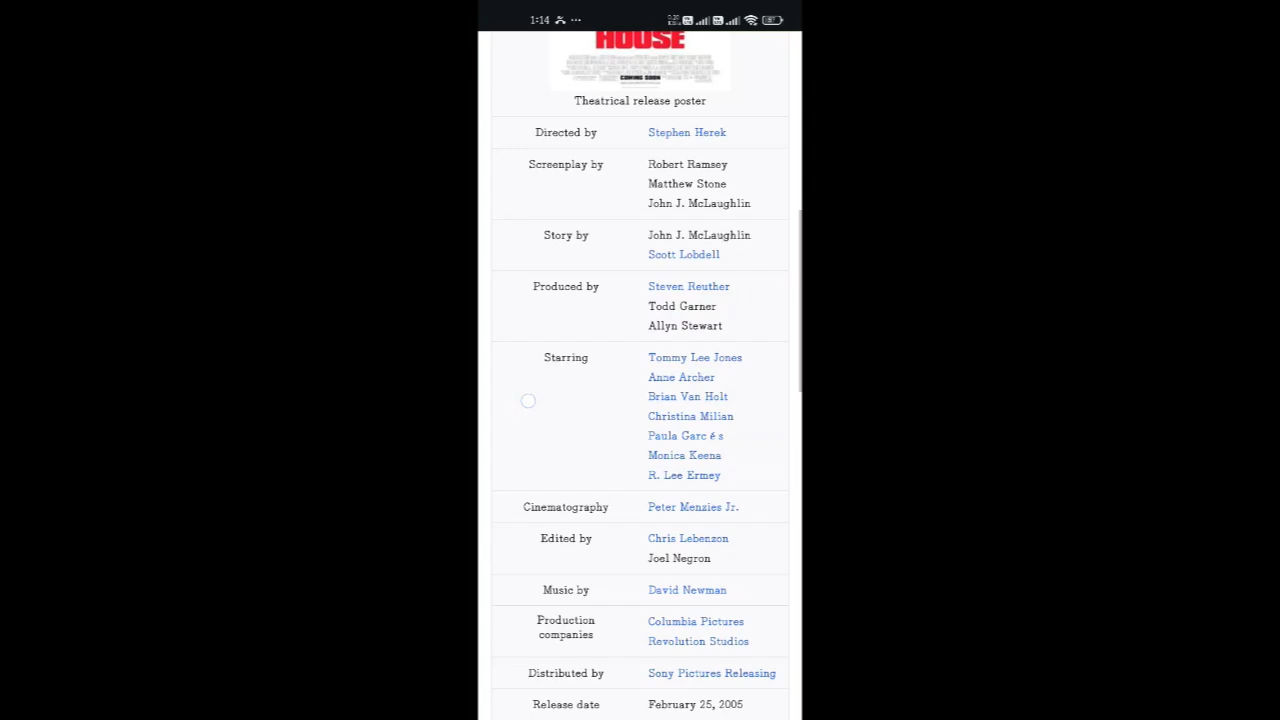 1:14
HOUSE
COMING SOON
Theatrical release poster
Directed by
Stephen Herek
Screenplay by
Robert Ramsey
Matthew Stone
John J. McLaughlin
Story by
John J. McLaughlin
Scott Lobdell
Produced by
Steven Reuther
Todd Garner
Allyn Stewart
Starring
Tommy Lee Jones
Anne Archer
Brian Van Holt
Christina Milian
Paula Garc é s
Monica Keena
R. Lee Ermey
Cinematography
Peter Menzies Jr.
Edited by
Chris Lebenzon
Joel Negron
Music by
David Newman
Production
companies
Columbia Pictures
Revolution Studios
Distributed by
Sony Pictures Releasing
Release date
February 25, 2005